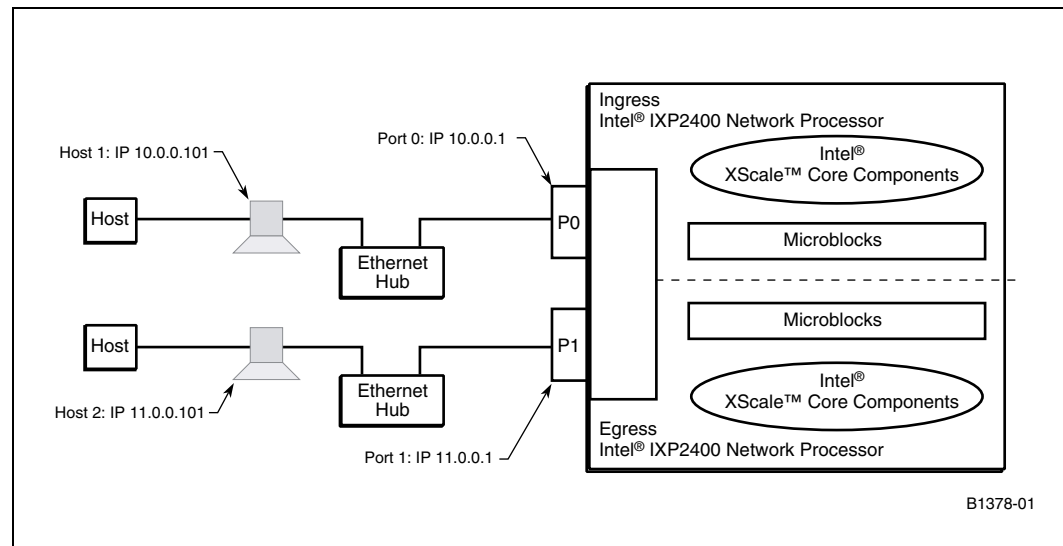 Ingress
Intel® IXP2400 Network Processor
Intel®
XScale™ Core Components
Microblocks
Port 0: IP 10.0.0.1
Host 1: IP 10.0.0.101
Host
P0
Ethernet
Hub
Microblocks
Host
P1
Ethernet
Hub
Intel®
XScale™ Core Components
Host 2: IP 11.0.0.101
Port 1: IP 11.0.0.1
Egress
Intel® IXP2400 Network Processor
B1378-01